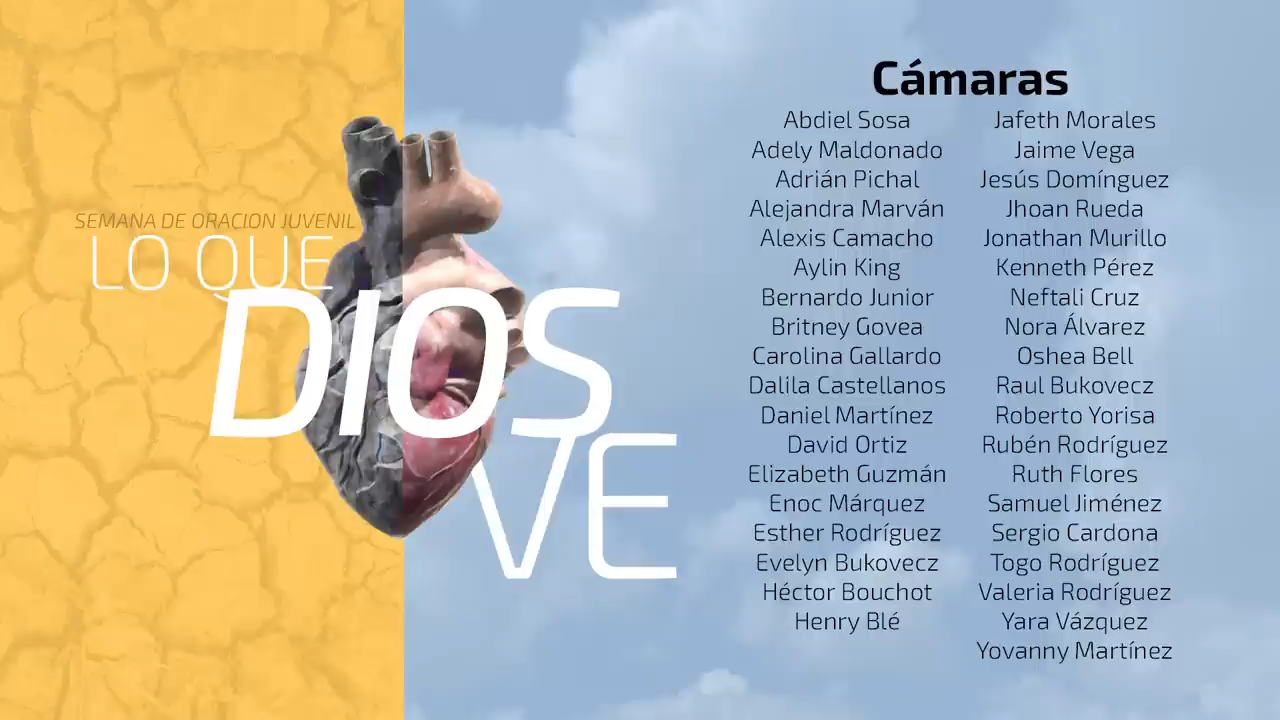 SEMANA DE ORACION JUVENIL
LO QUE
DIOS
VE
Cámaras
Abdiel Sosa
Adely Maldonado
Adrián Pichal
Alejandra Marván
Alexis Camacho
Aylin King
Bernardo Junior
Britney Govea
Carolina Gallardo
Dalila Castellanos
Daniel Martínez
David Ortiz
Elizabeth Guzmán
Enoc Márquez
Esther Rodríguez
Evelyn Bukovecz
Héctor Bouchot
Henry Blé
Jafeth Morales
Jaime Vega
Jesús Domínguez
Jhoan Rueda
Jonathan Murillo
Kenneth Pérez
Neftali Cruz
Nora Álvarez
Oshea Bell
Raul Bukovecz
Roberto Yorisa
Rubén Rodríguez
Ruth Flores
Samuel Jiménez
Sergio Cardona
Togo Rodríguez
Valeria Rodríguez
Yara Vázquez
Yovanny Martínez